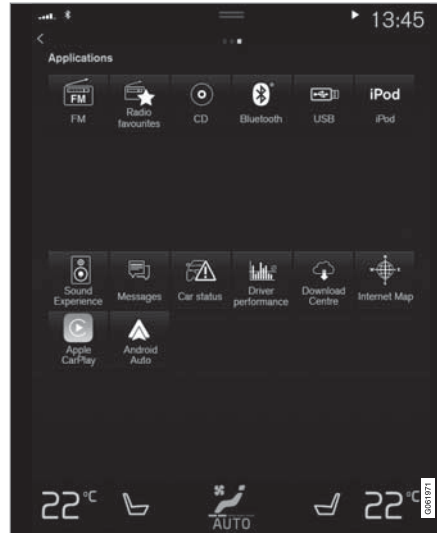 13:45
Applications
FM
FM
Radio
favourites
CD
Bluetooth
USB
iPod
iPod
Sound
Experience
Messages
Car status
Driver
performance
Download
Centre
Internet Map
Apple
CarPlay
Android
Auto
22°C
AUTO
22°C
G061971